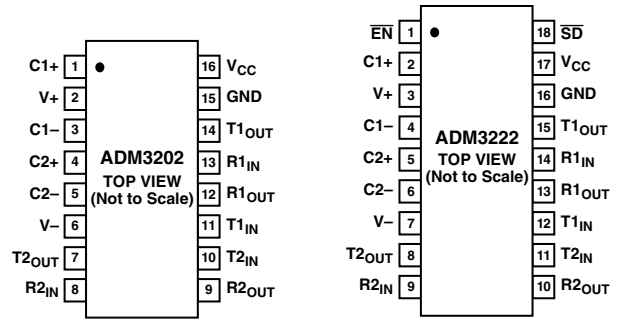 C1+ 1 16 VCC
V+ 2 15 GND
C1– 3 14 T1OUT
C2+ 4 13 R1IN
C2– 5 12 R1OUT
V– 6 11 T1IN
T2OUT 7 10 T2IN
R2IN 8 9 R2OUT
ADM3202
TOP VIEW
(Not to Scale)
EN 1 18 SD
C1+ 2 17 VCC
V+ 3 16 GND
C1– 4 15 T1OUT
C2+ 5 14 R1IN
C2– 6 13 R1OUT
V– 7 12 T1IN
T2OUT 8 11 T2IN
R2IN 9 10 R2OUT
ADM3222
TOP VIEW
(Not to Scale)